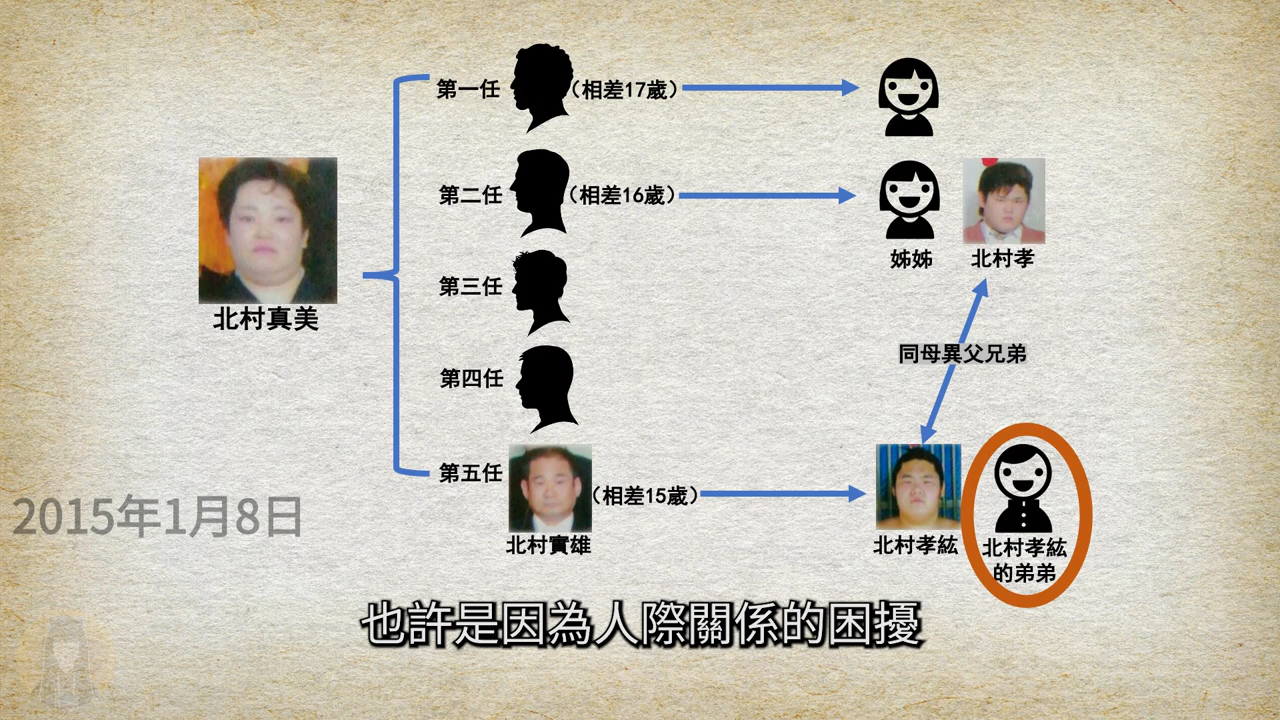 第一任
（相差17歲）
第二任
（相差16歲）
姊姊
北村孝
第三任
北村真美
同母異父兄弟
第四任
第五任
（相差15歲）
2015年1月8日
北村實雄
北村孝紘
北村孝紘
的弟弟
也許是因為人際關係的困擾